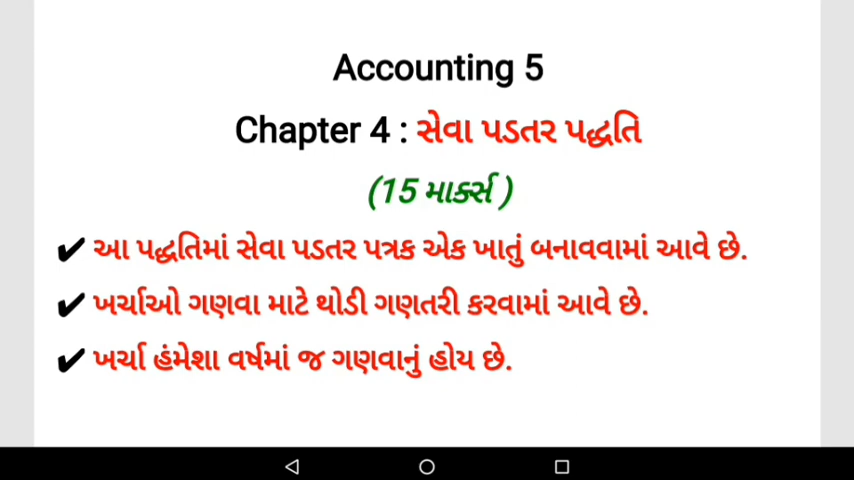 Accounting 5
Chapter 4 : સેવા પડતર પદ્ધતિ
(15 માર્ક્સ )
✔ આ પદ્ધતિમાં સેવા પડતર પત્રક એક ખાતું બનાવવામાં આવે છે.
✔ ખર્ચાઓ ગણવા માટે થોડી ગણતરી કરવામાં આવે છે.
✔ ખર્ચા હંમેશા વર્ષમાં જ ગણવાનું હોય છે.